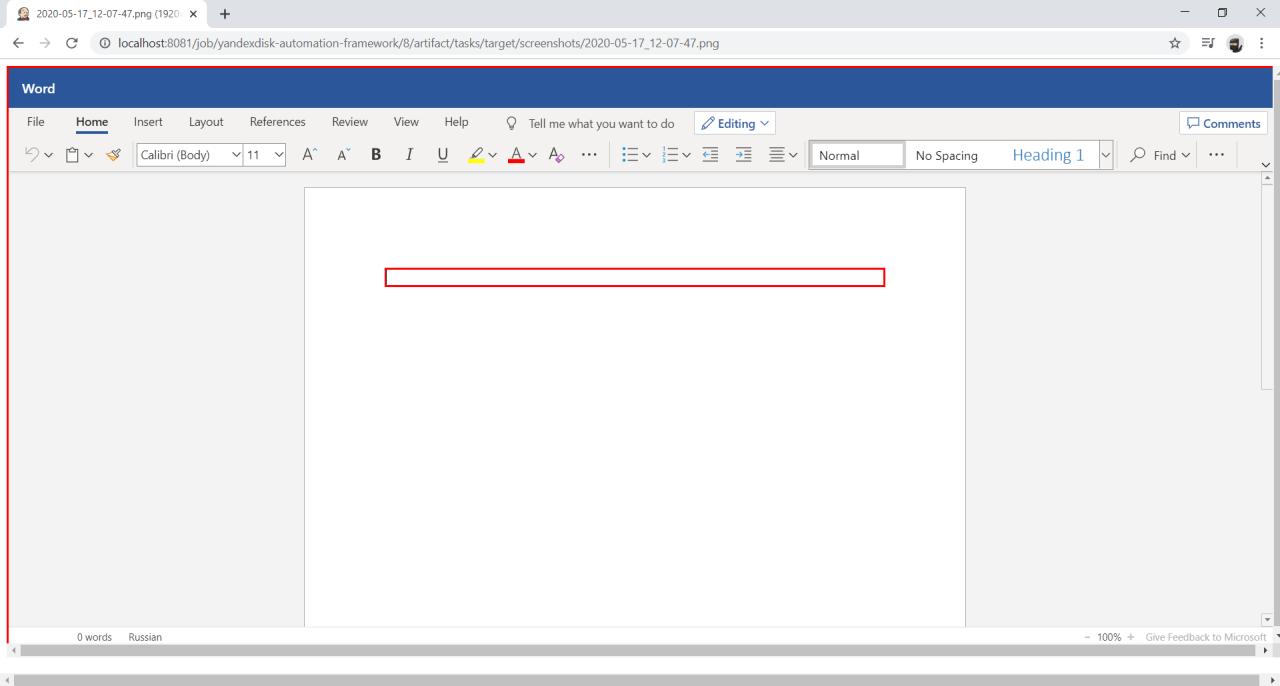 2020-05-17_12-07-47.png (1920
localhost:8081/job/yandexdisk-automation-framework/8/artifact/tasks/target/screenshots/2020-05-17_12-07-47.png
Word
File Home Insert Layout References Review View Help Tell me what you want to do Editing Comments
Calibri (Body) 11 A A B I U A A Normal No Spacing Heading 1 Find
0 words Russian 100% Give Feedback to Microsoft